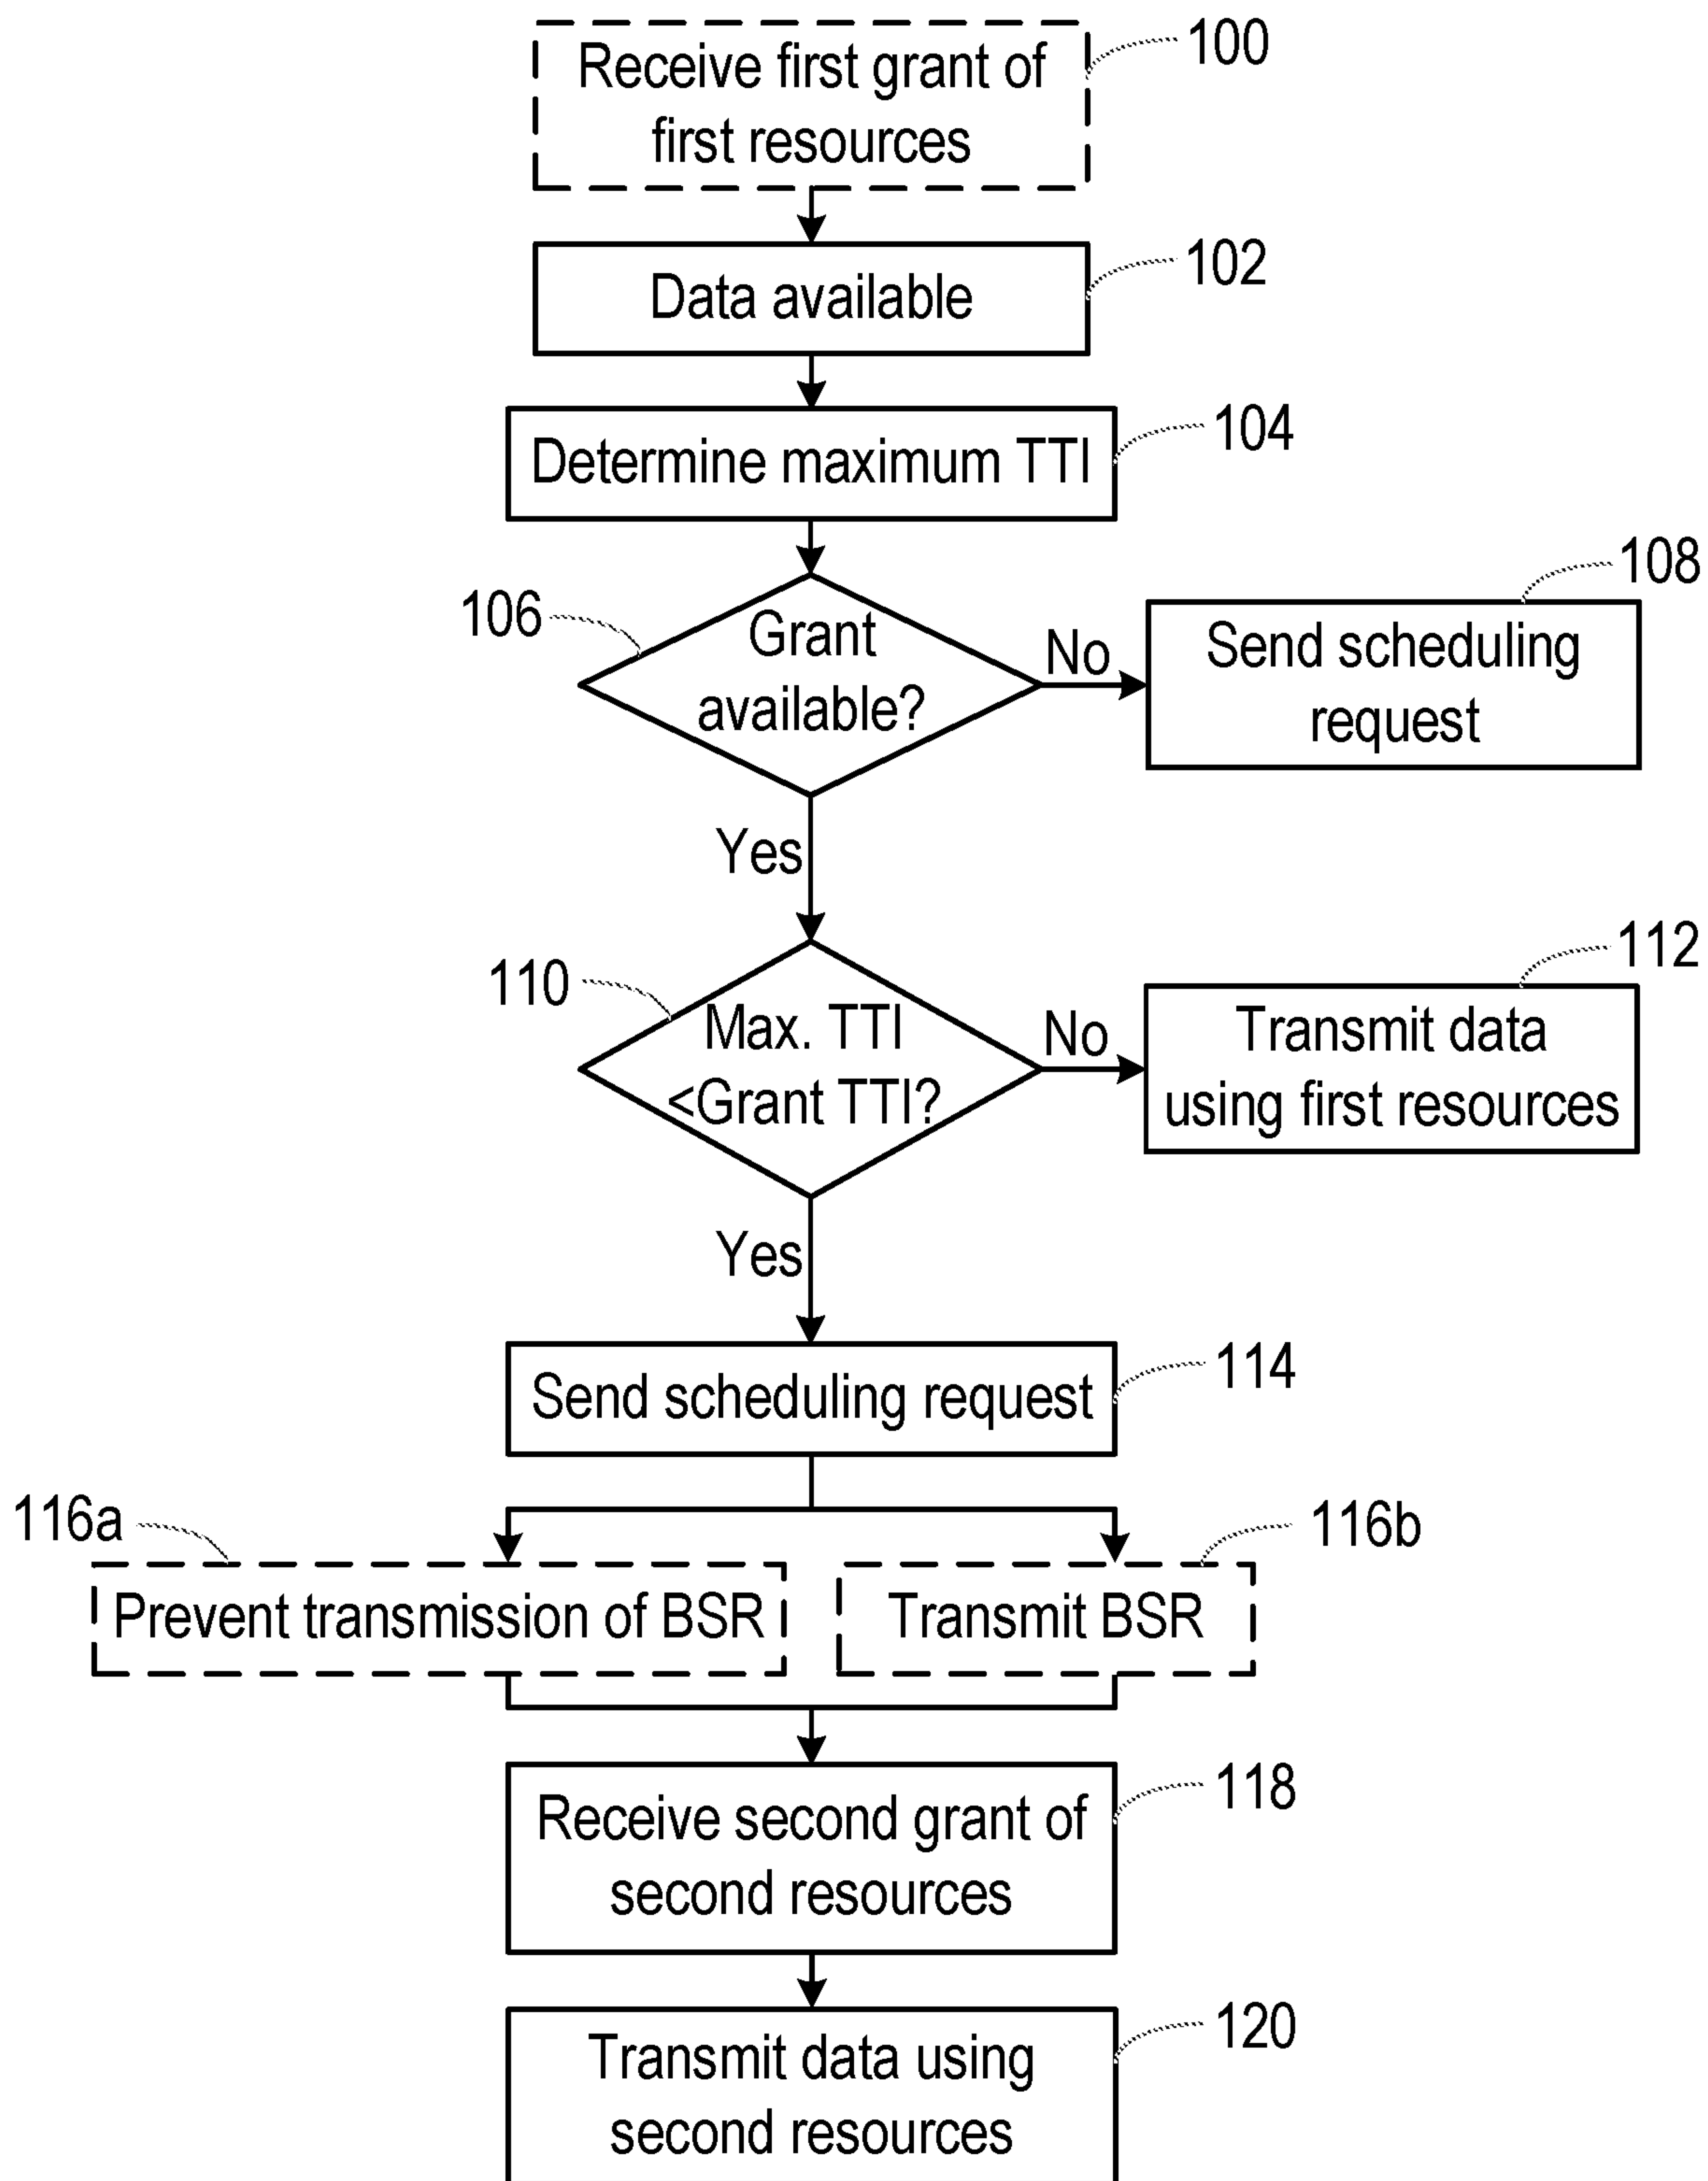 Receive first grant of
first resources
100
Data available
102
Determine maximum TTI
104
106
Grant
available?
No
108
Send scheduling
request
Yes
110
Max. TTI
<Grant TTI?
No
112
Transmit data
using first resources
Yes
Send scheduling request
114
116a
116b
Prevent transmission of BSR
Transmit BSR
Receive second grant of
second resources
118
Transmit data using
second resources
120